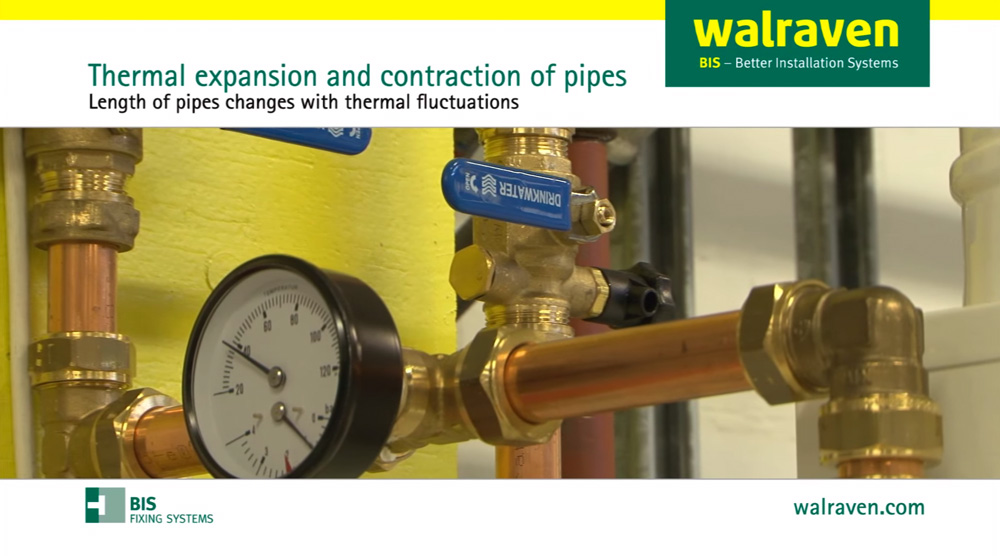 walraven
BIS – Better Installation Systems
Thermal expansion and contraction of pipes
Length of pipes changes with thermal fluctuations
DRINKWATER
TEMPERATUR
60
80
40
100
20
120
BIS
FIXING SYSTEMS
walraven.com